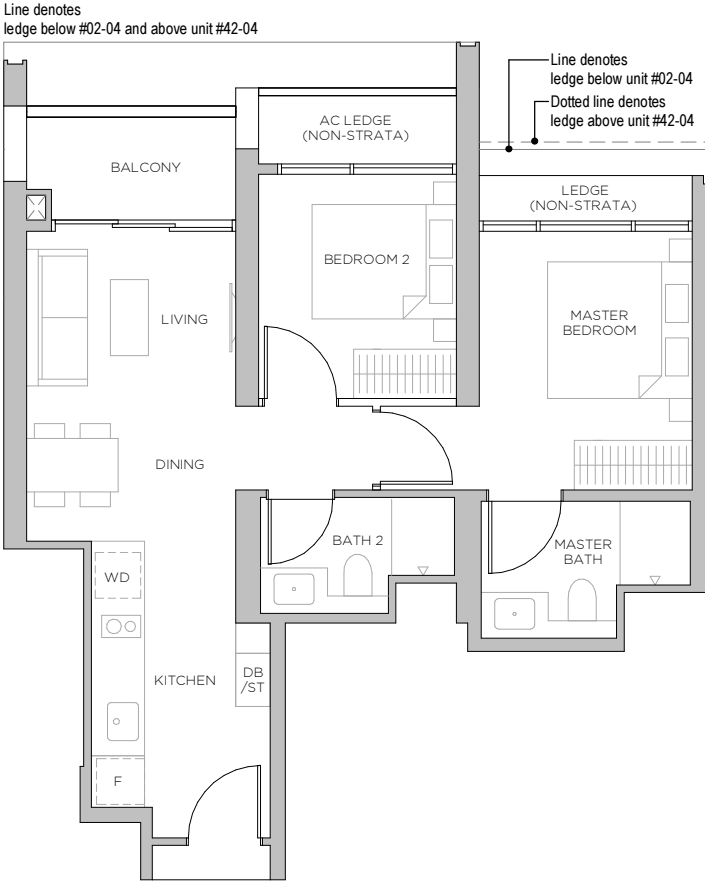 Line denotes
ledge below #02-04 and above unit #42-04
Line denotes
ledge below unit #02-04
Dotted line denotes
ledge above unit #42-04
AC LEDGE
(NON-STRATA)
BALCONY
LEDGE
(NON-STRATA)
BEDROOM 2
LIVING
MASTER
BEDROOM
DINING
BATH 2
MASTER
BATH
WD
KITCHEN
DB
/ST
F